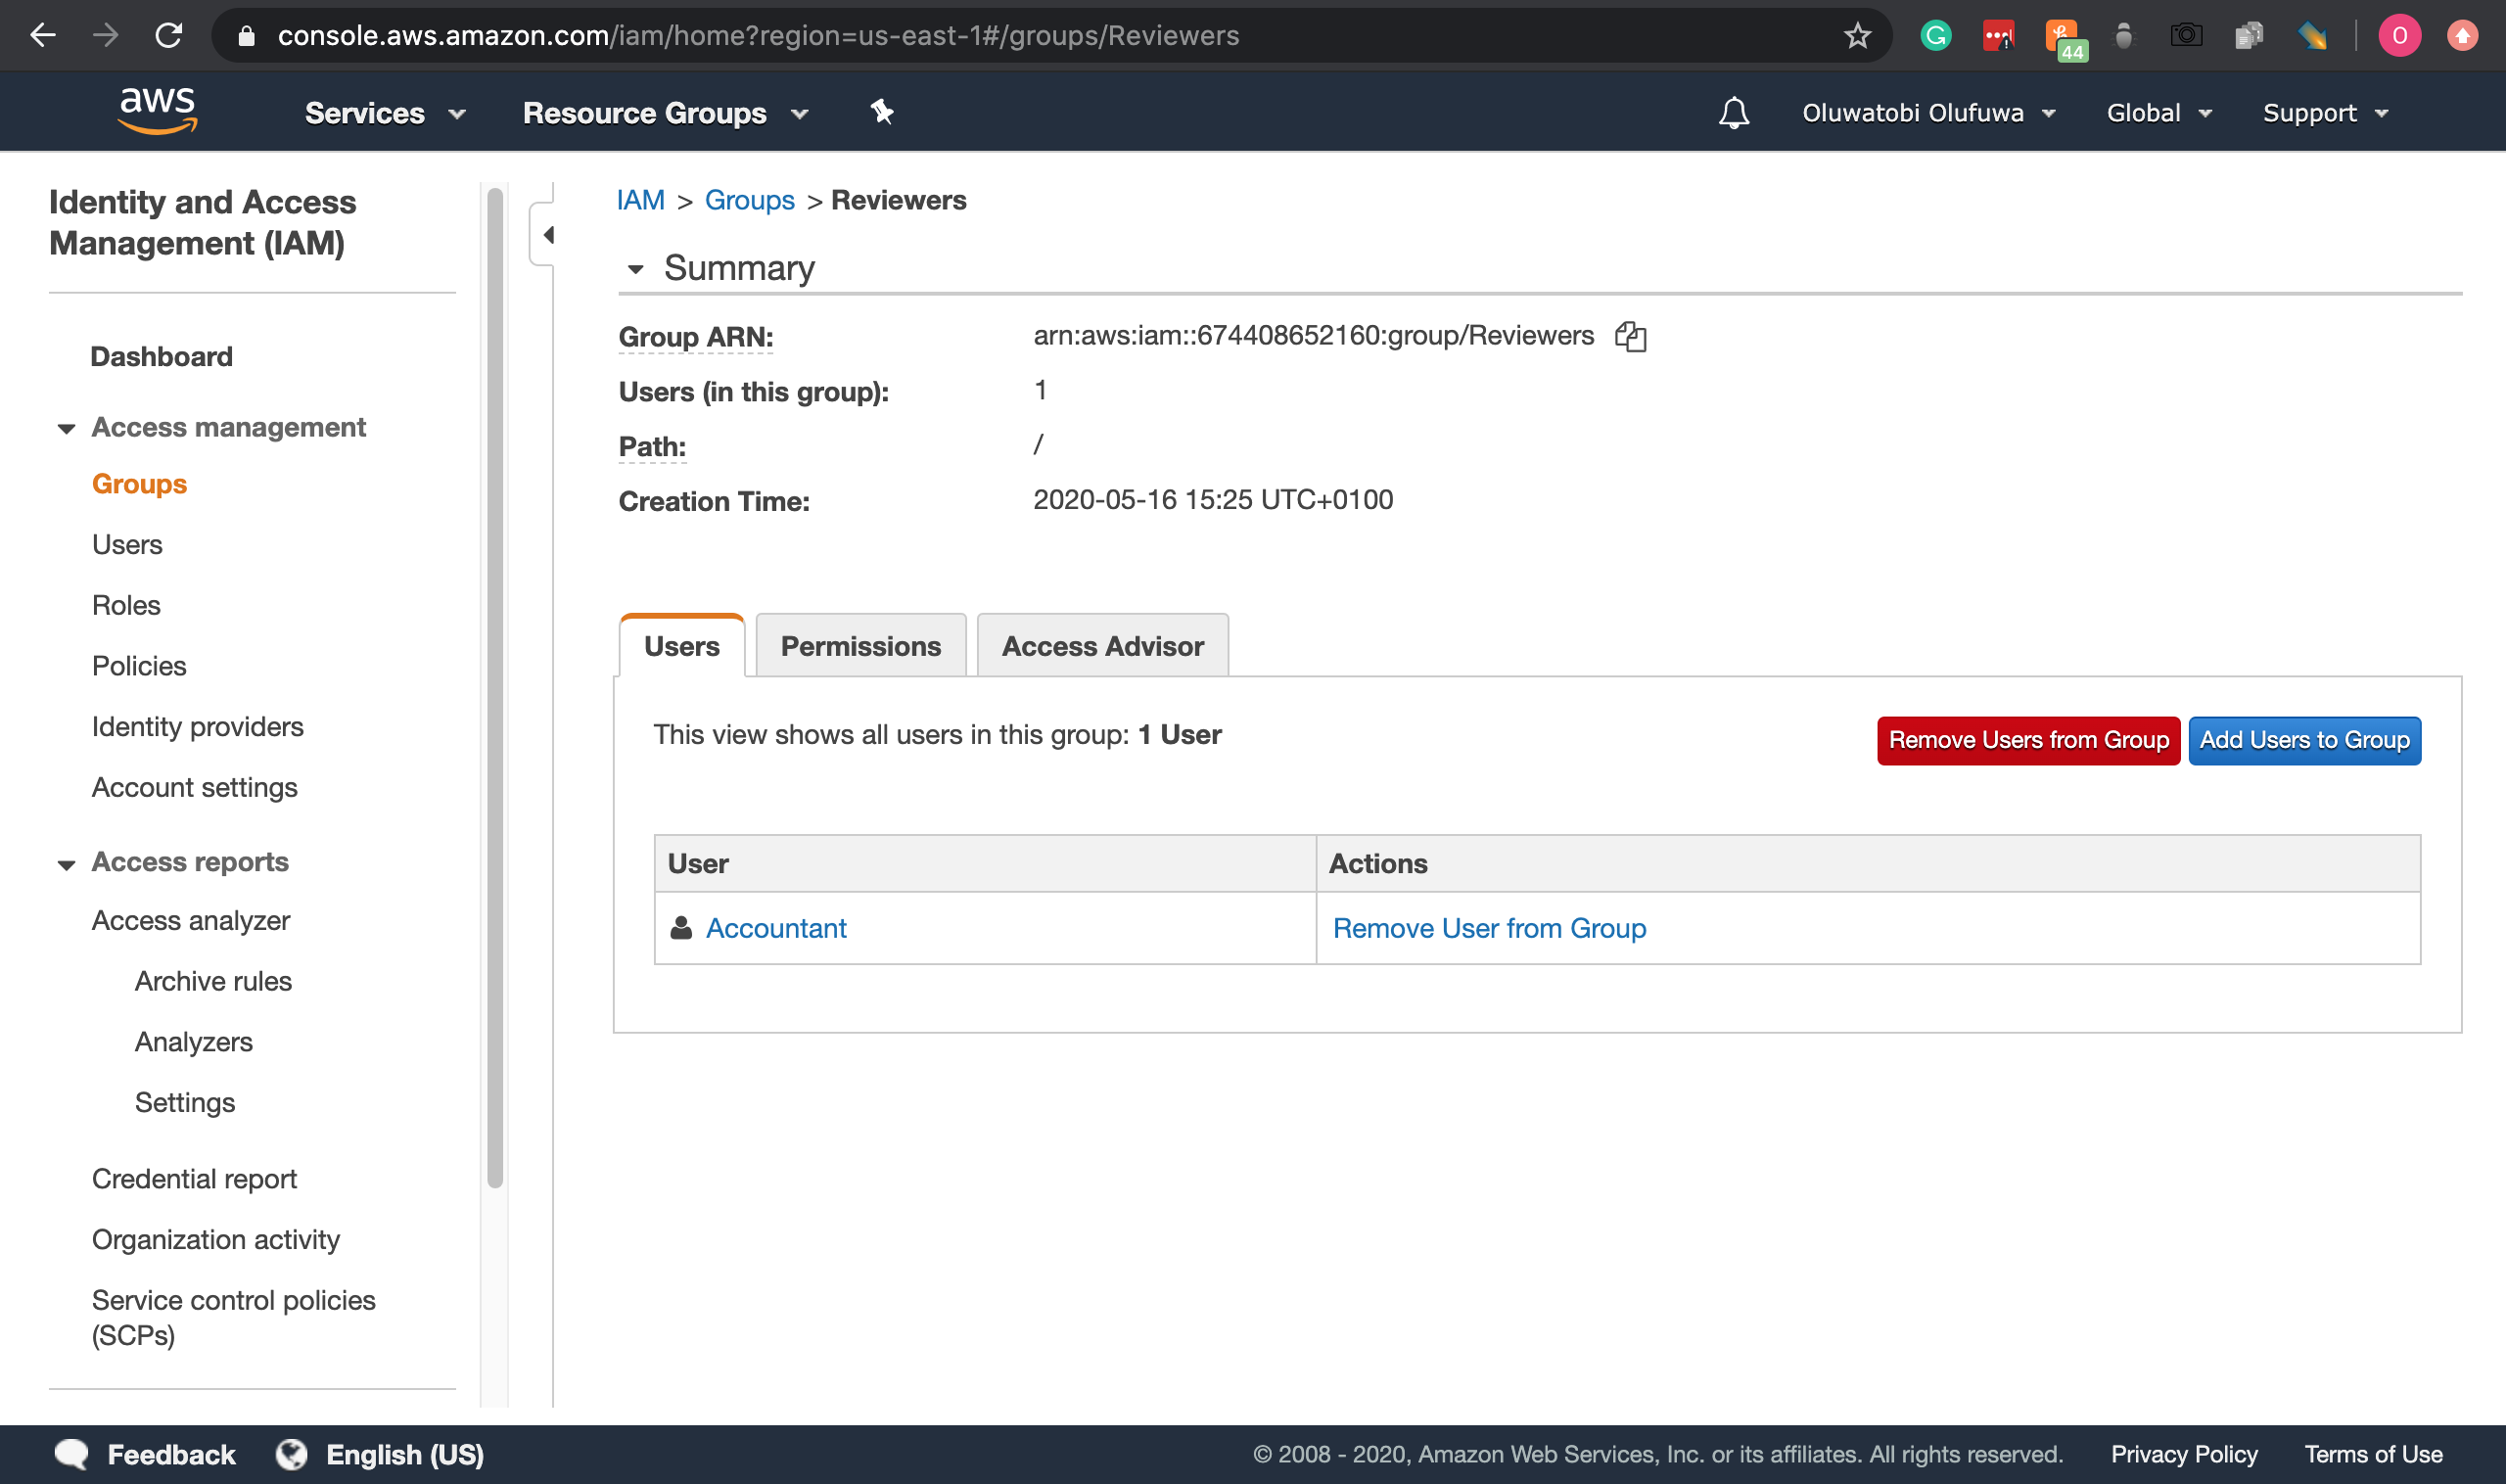 console.aws.amazon.com/iam/home?region=us-east-1#/groups/Reviewers
44
O
aws
Services
Resource Groups
Oluwatobi Olufuwa
Global
Support
Identity and Access
Management (IAM)
Dashboard
Access management
Groups
Users
Roles
Policies
Identity providers
Account settings
Access reports
Access analyzer
Archive rules
Analyzers
Settings
Credential report
Organization activity
Service control policies
(SCPs)
IAM > Groups > Reviewers
Summary
Group ARN: arn:aws:iam::674408652160:group/Reviewers
Users (in this group): 1
Path: /
Creation Time: 2020-05-16 15:25 UTC+0100
Users Permissions Access Advisor
This view shows all users in this group: 1 User
Remove Users from Group Add Users to Group
User Actions
Accountant Remove User from Group
Feedback English (US) © 2008 - 2020, Amazon Web Services, Inc. or its affiliates. All rights reserved. Privacy Policy Terms of Use